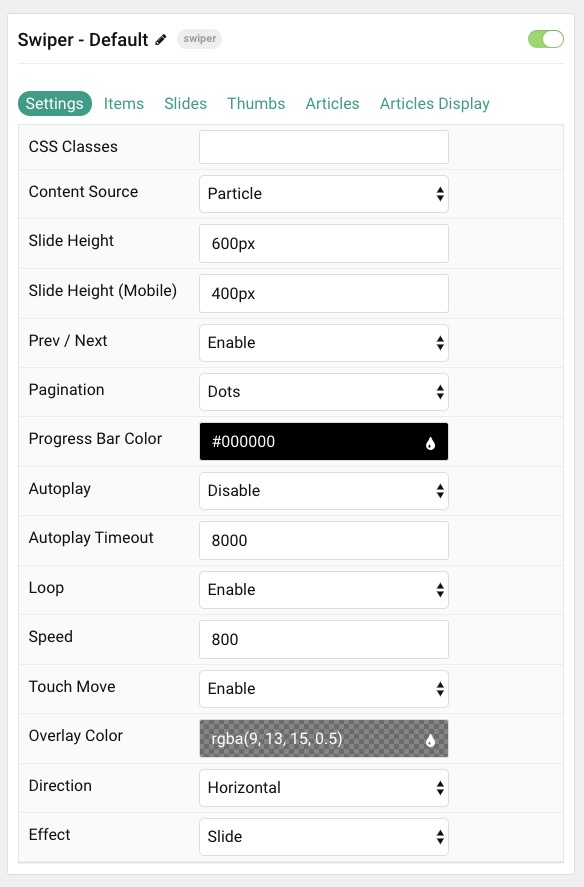 Swiper - Default swiper
Settings Items Slides Thumbs Articles Articles Display
CSS Classes
Content Source Particle
Slide Height 600px
Slide Height (Mobile) 400px
Prev / Next Enable
Pagination Dots
Progress Bar Color #000000
Autoplay Disable
Autoplay Timeout 8000
Loop Enable
Speed 800
Touch Move Enable
Overlay Color rgba(9, 13, 15, 0.5)
Direction Horizontal
Effect Slide